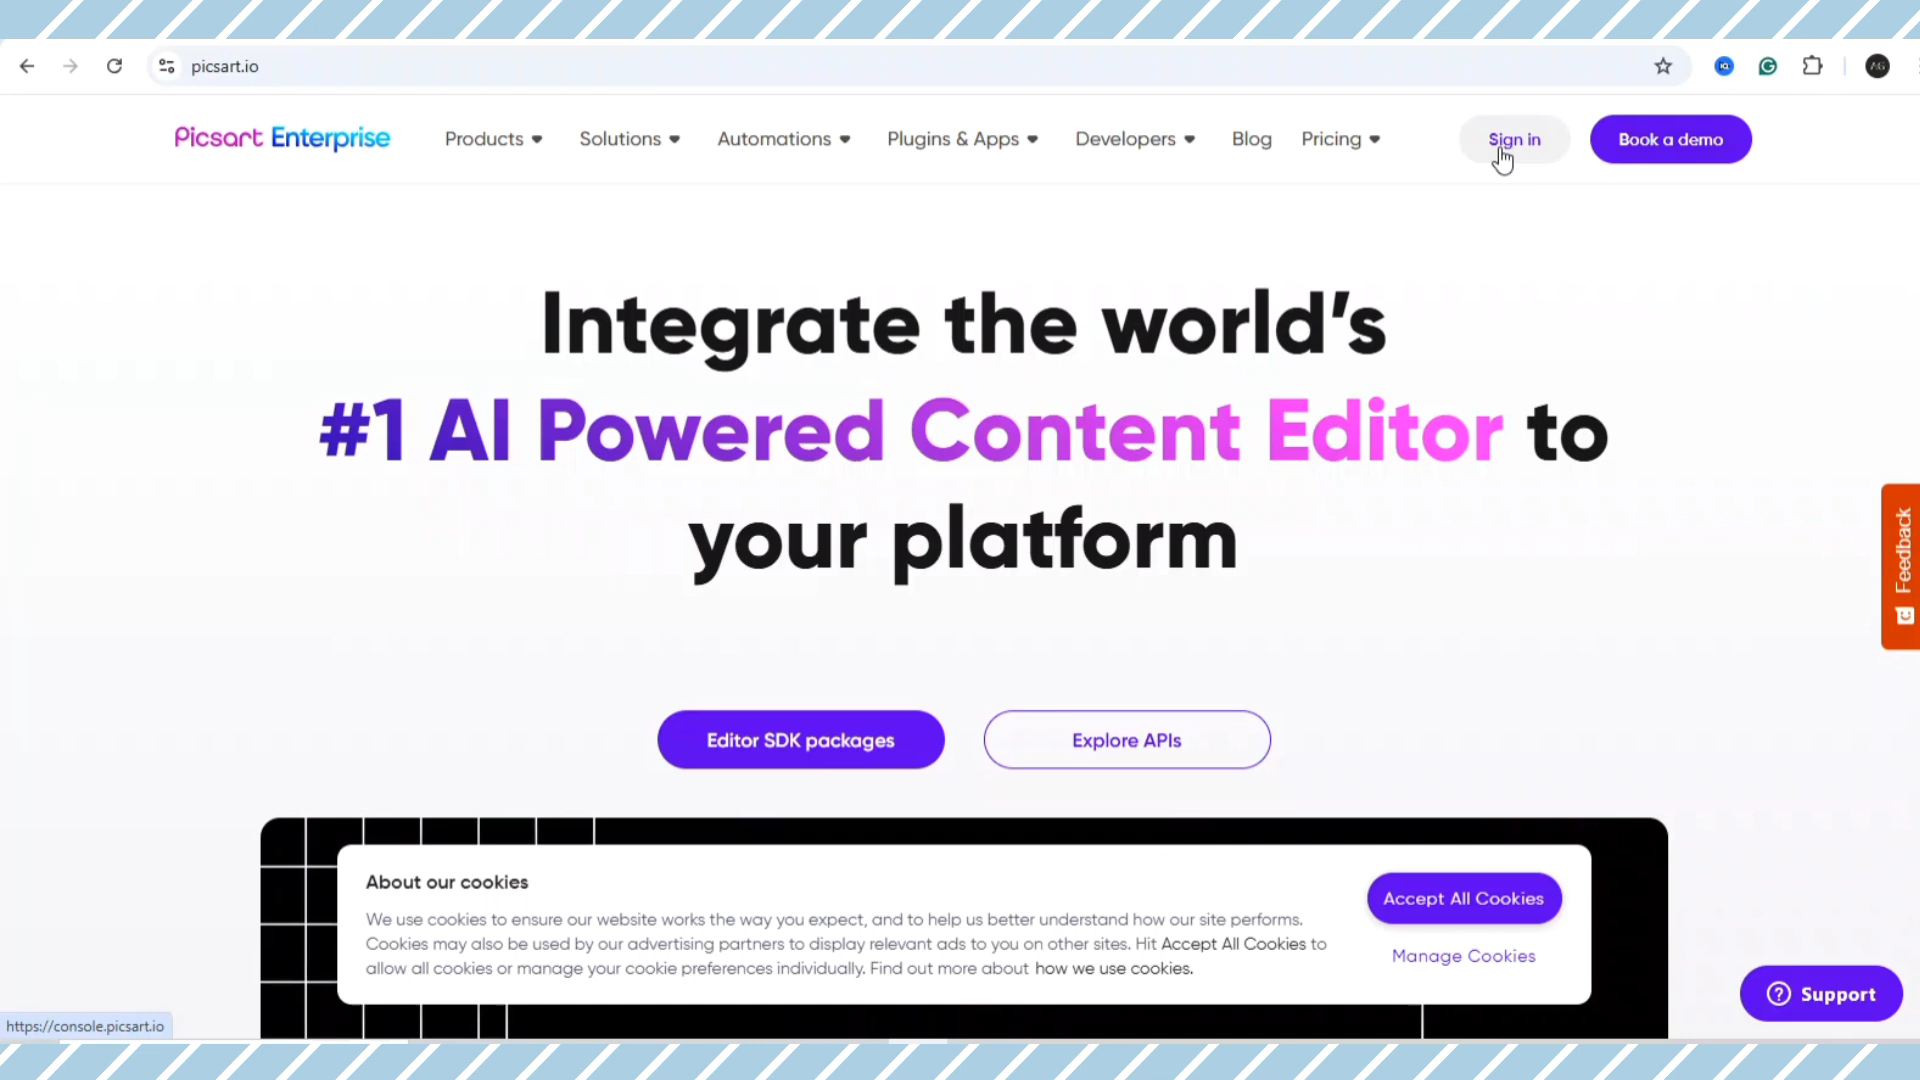 picsart.io
Picsart Enterprise
Products
Solutions
Automations
Plugins & Apps
Developers
Blog
Pricing
Sign in
Book a demo
Integrate the world's
#1 AI Powered Content Editor to
your platform
Feedback
Editor SDK packages
Explore APIs
About our cookies
We use cookies to ensure our website works the way you expect, and to help us better understand how our site performs.
Cookies may also be used by our advertising partners to display relevant ads to you on other sites. Hit Accept All Cookies to
allow all cookies or manage your cookie preferences individually. Find out more about how we use cookies.
Accept All Cookies
Manage Cookies
Support
https://console.picsart.io